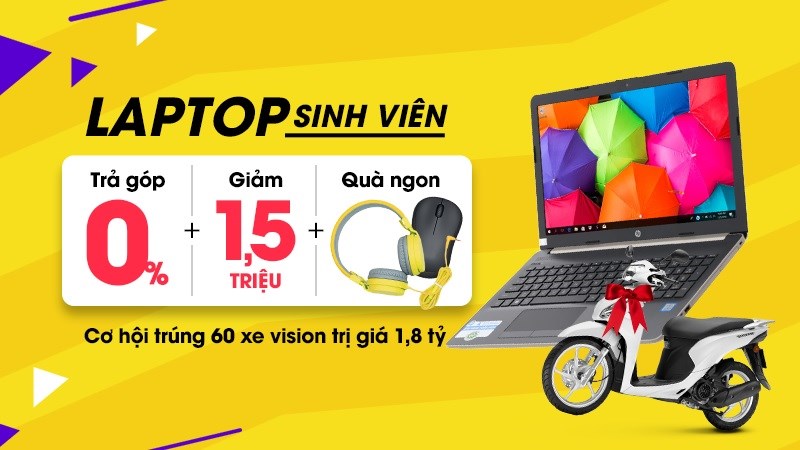 LAPTOP SINH VIÊN
Trả góp
0%
+
Giảm
1,5
TRIỆU
+
Quà ngon
Cơ hội trúng 60 xe vision trị giá 1,8 tỷ
hp